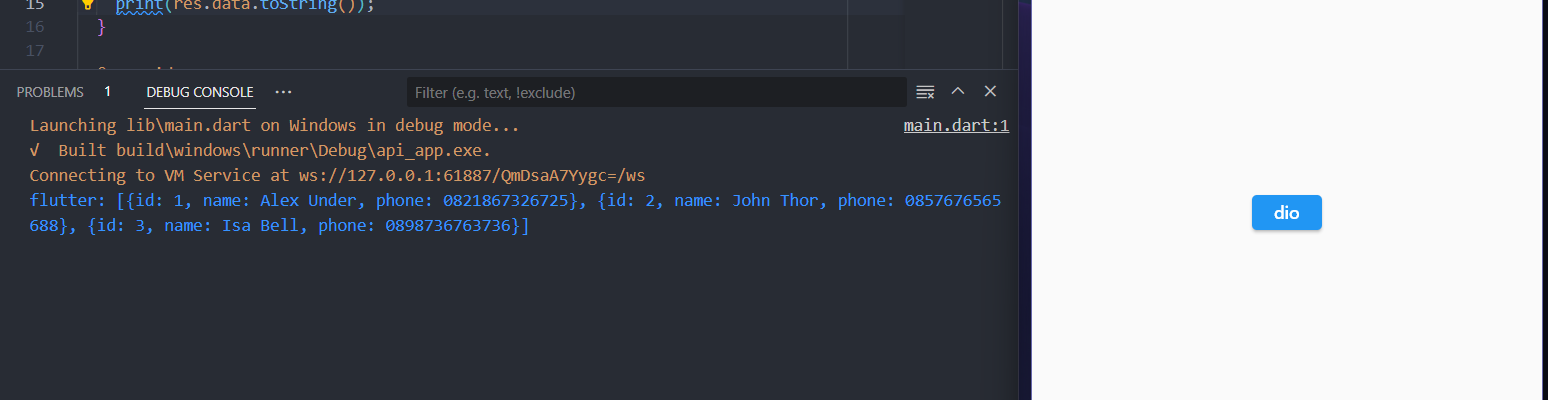 15 print(res.data.toString());
16 }
17
PROBLEMS 1 DEBUG CONSOLE ...
Filter (e.g. text, !exclude)
Launching lib\main.dart on Windows in debug mode... main.dart:1
√ Built build\windows\runner\Debug\api_app.exe.
Connecting to VM Service at ws://127.0.0.1:61887/QmDsaA7Yygc=/ws
flutter: [{id: 1, name: Alex Under, phone: 0821867326725}, {id: 2, name: John Thor, phone: 0857676565
688}, {id: 3, name: Isa Bell, phone: 0898736763736}]
dio